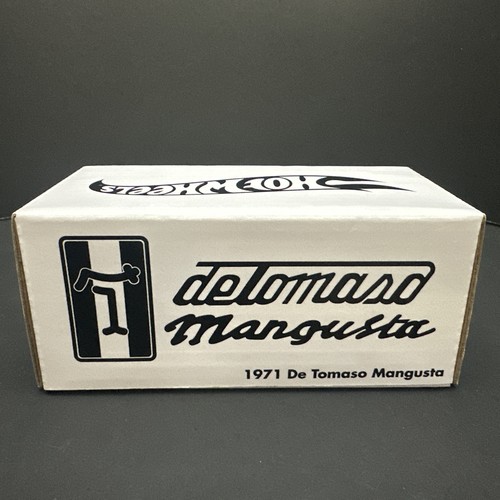 HOT WHEELS
deTomaso
Mangusta
1971 De Tomaso Mangusta